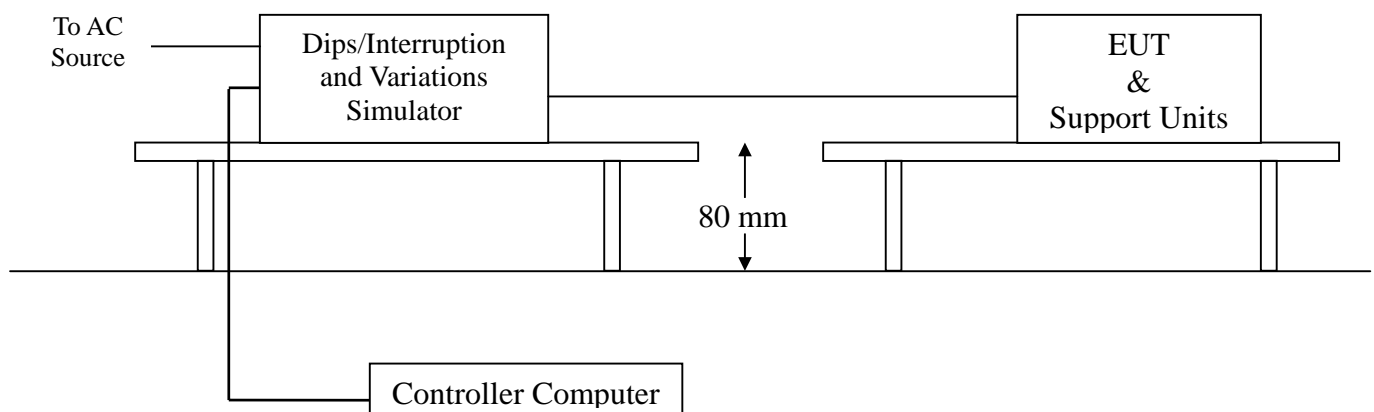 To AC
Source
Dips/Interruption
and Variations
Simulator
EUT
&
Support Units
80 mm
Controller Computer